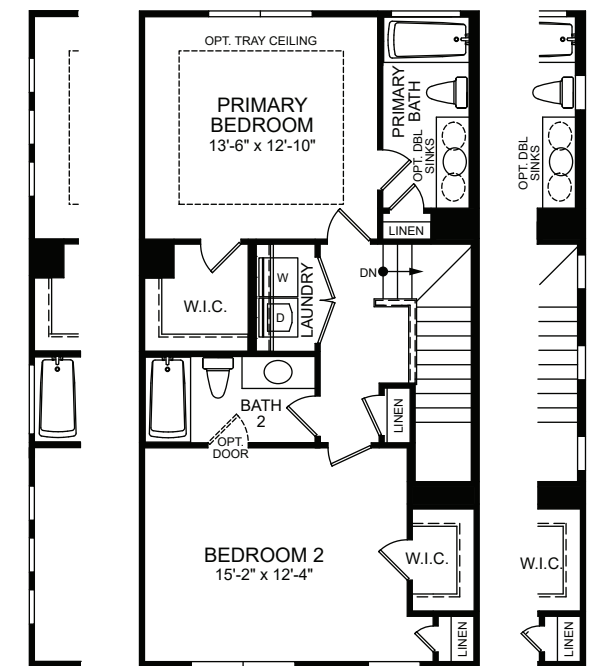 OPT. TRAY CEILING
PRIMARY
BEDROOM
13'-6" x 12'-10"
PRIMARY
BATH
OPT. DBL
SINKS
OPT. DBL
SINKS
LINEN
W.I.C.
W
D
LAUNDRY
DN
BATH
2
OPT.
DOOR
LINEN
BEDROOM 2
15'-2" x 12'-4"
W.I.C.
W.I.C.
LINEN
LINEN